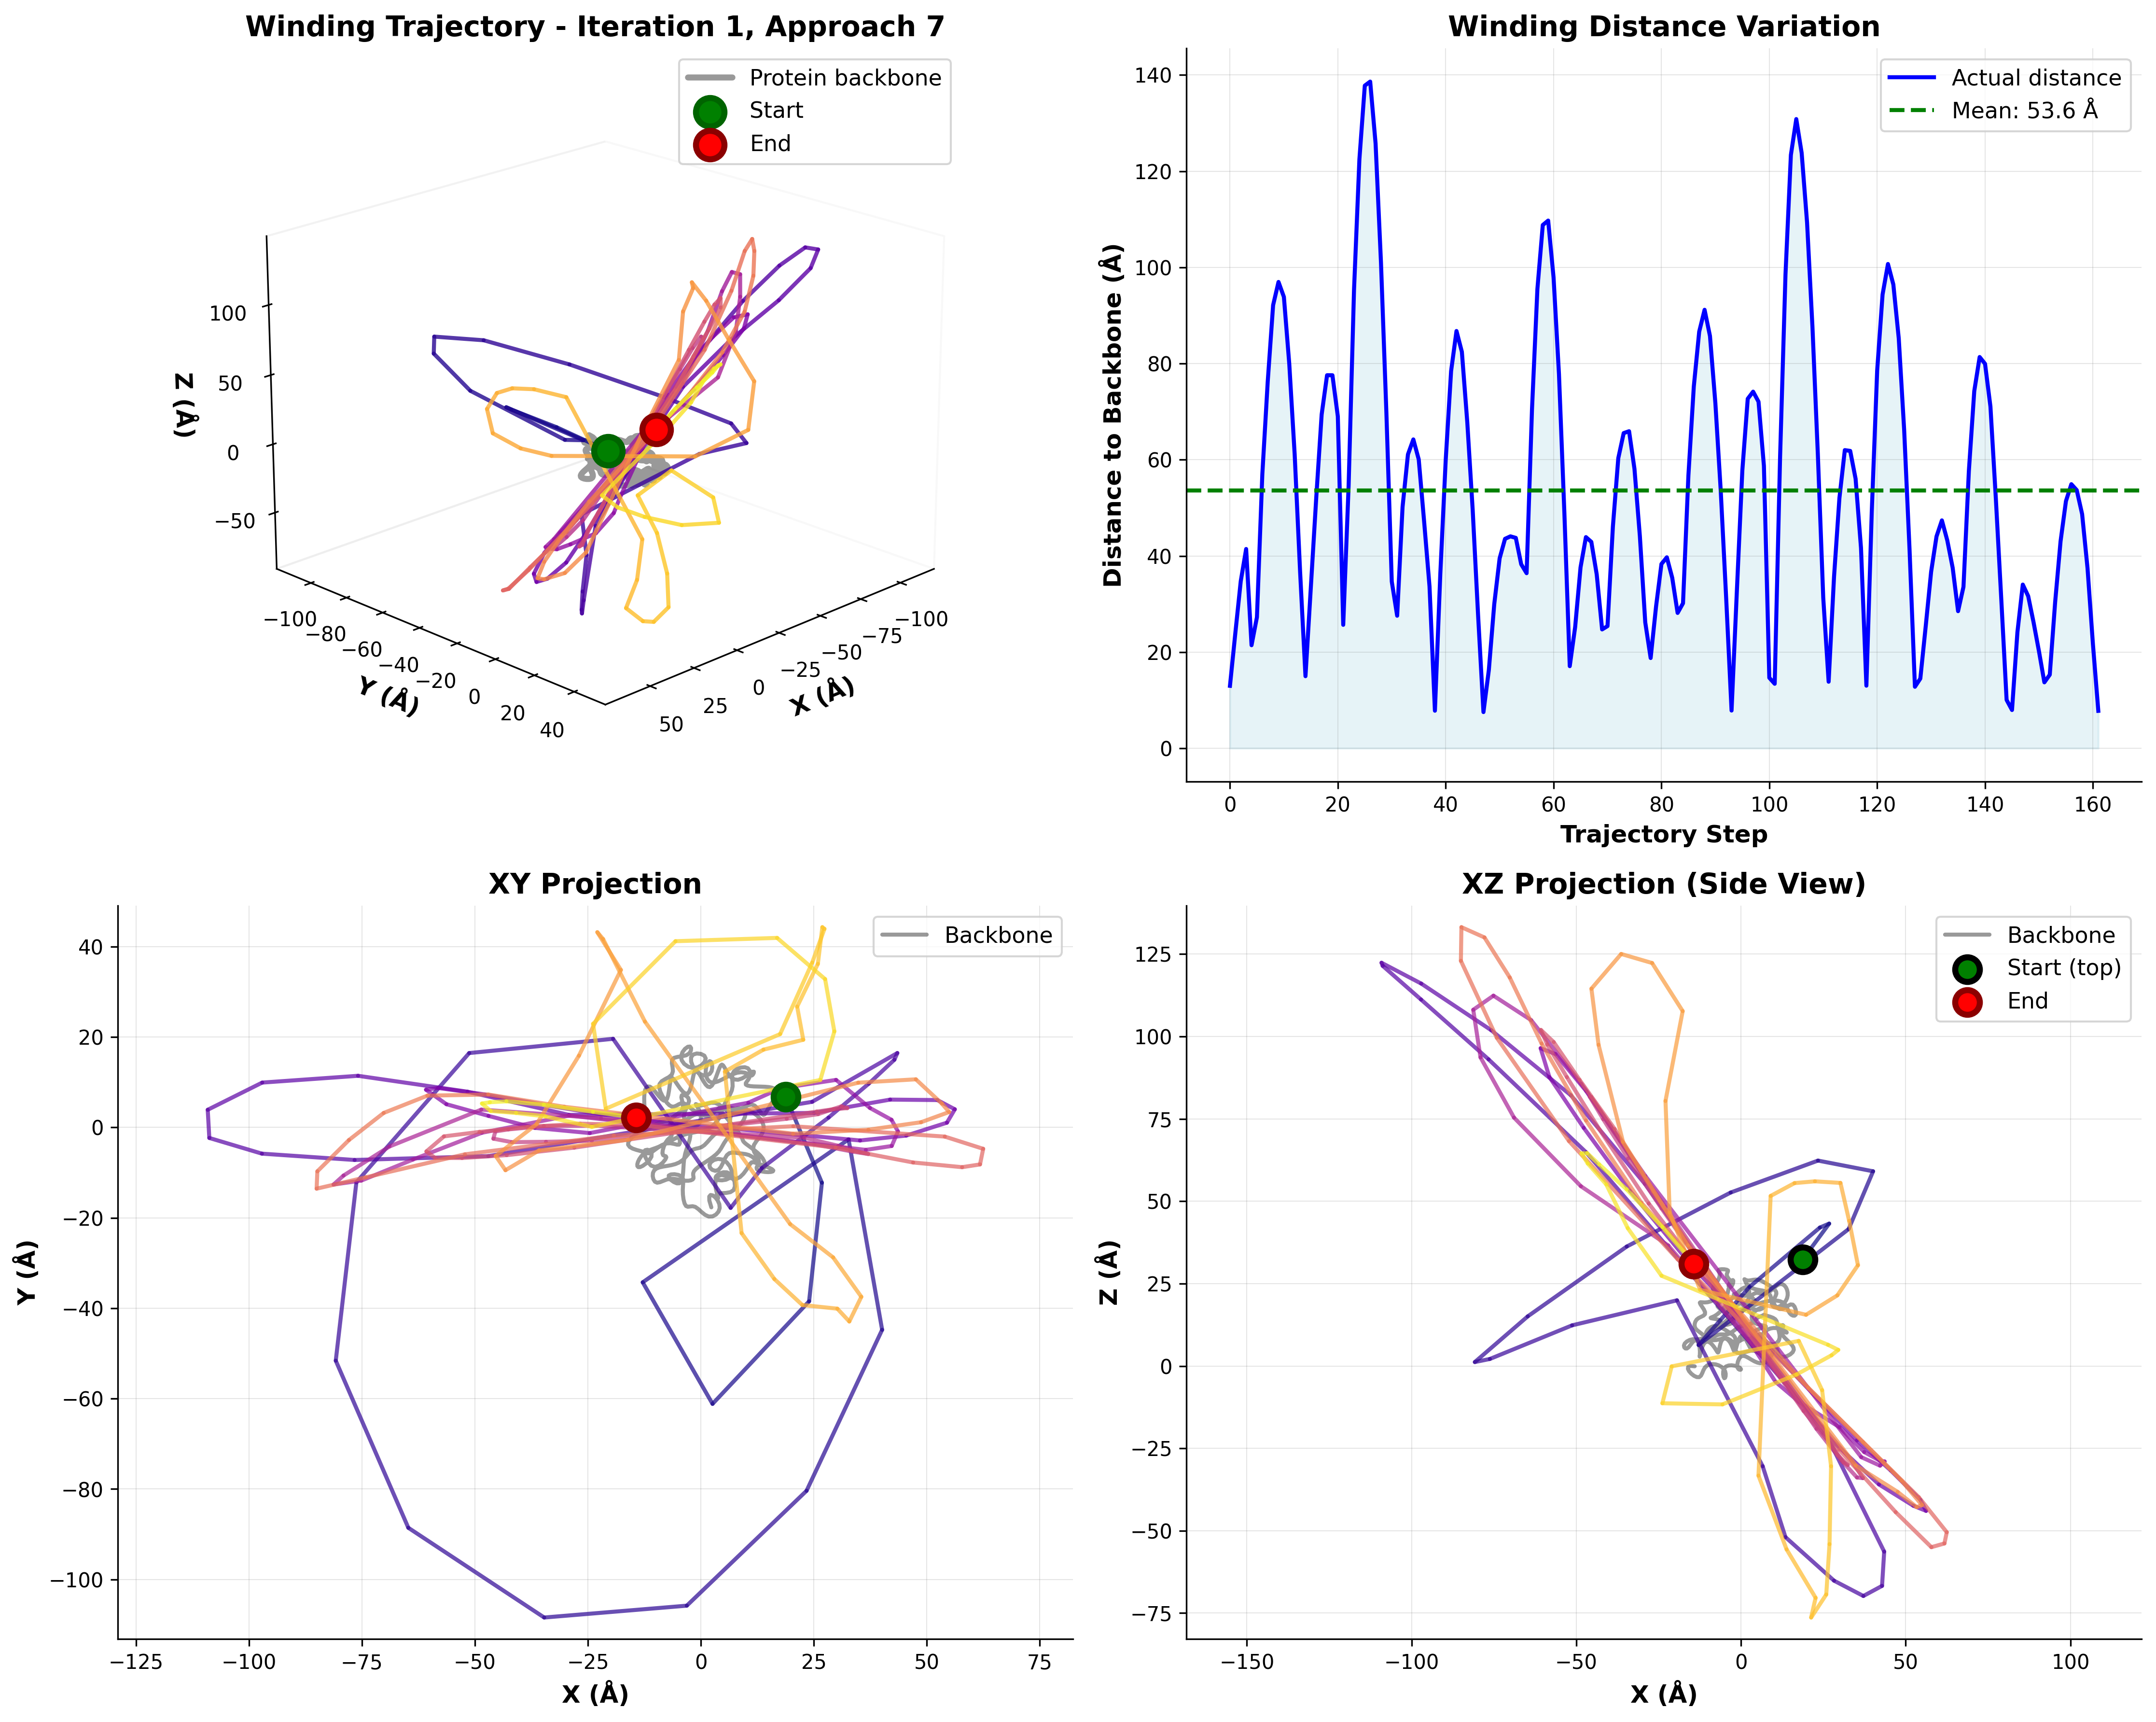 Winding Trajectory - Iteration 1, Approach 7
Protein backbone
Start
End
100
50
0
−50
Z (Å)
−100
−80
−60
−40
−20
0
20
40
Y (Å)
50
25
0
−25
−50
−75
−100
X (Å)
Winding Distance Variation
Actual distance
Mean: 53.6 Å
140
120
100
80
60
40
20
0
Distance to Backbone (Å)
0 20 40 60 80 100 120 140 160
Trajectory Step
XY Projection
Backbone
40
20
0
−20
−40
−60
−80
−100
Y (Å)
−125 −100 −75 −50 −25 0 25 50 75
X (Å)
XZ Projection (Side View)
Backbone
Start (top)
End
125
100
75
50
25
0
−25
−50
−75
Z (Å)
−150 −100 −50 0 50 100
X (Å)